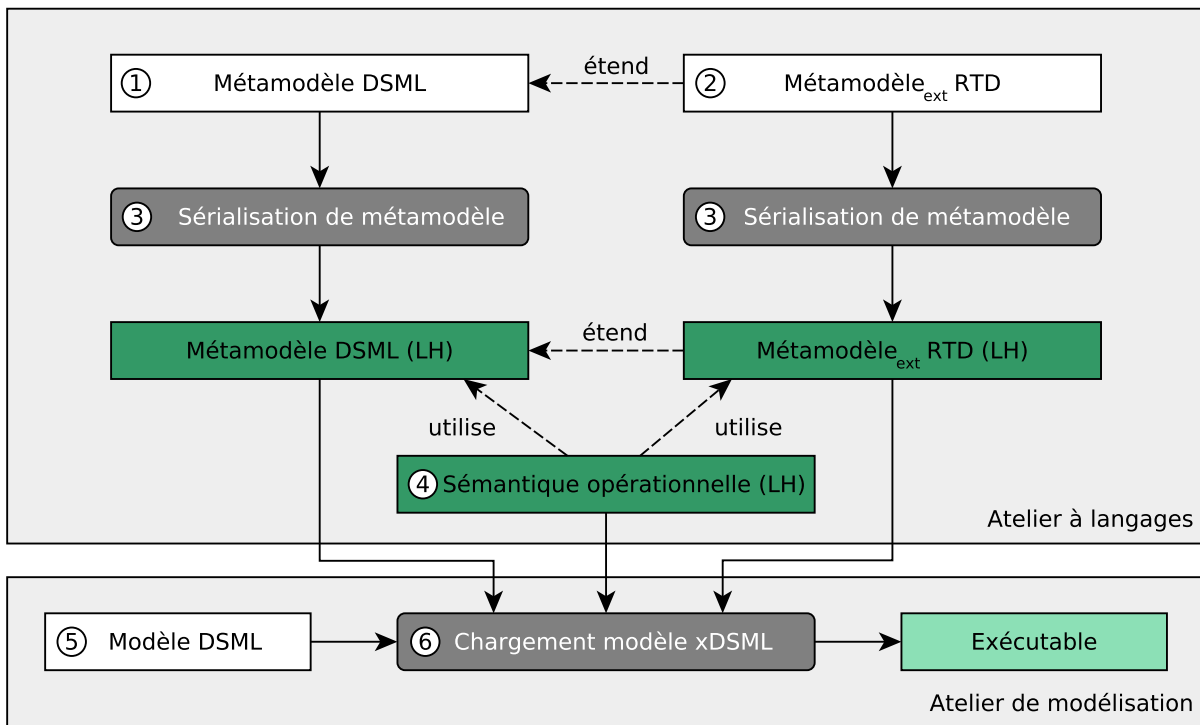 ① Métamodèle DSML
étend
② Métamodèle_ext RTD
③ Sérialisation de métamodèle
③ Sérialisation de métamodèle
Métamodèle DSML (LH)
étend
Métamodèle_ext RTD (LH)
utilise
utilise
④ Sémantique opérationnelle (LH)
Atelier à langages
⑤ Modèle DSML
⑥ Chargement modèle xDSML
Exécutable
Atelier de modélisation